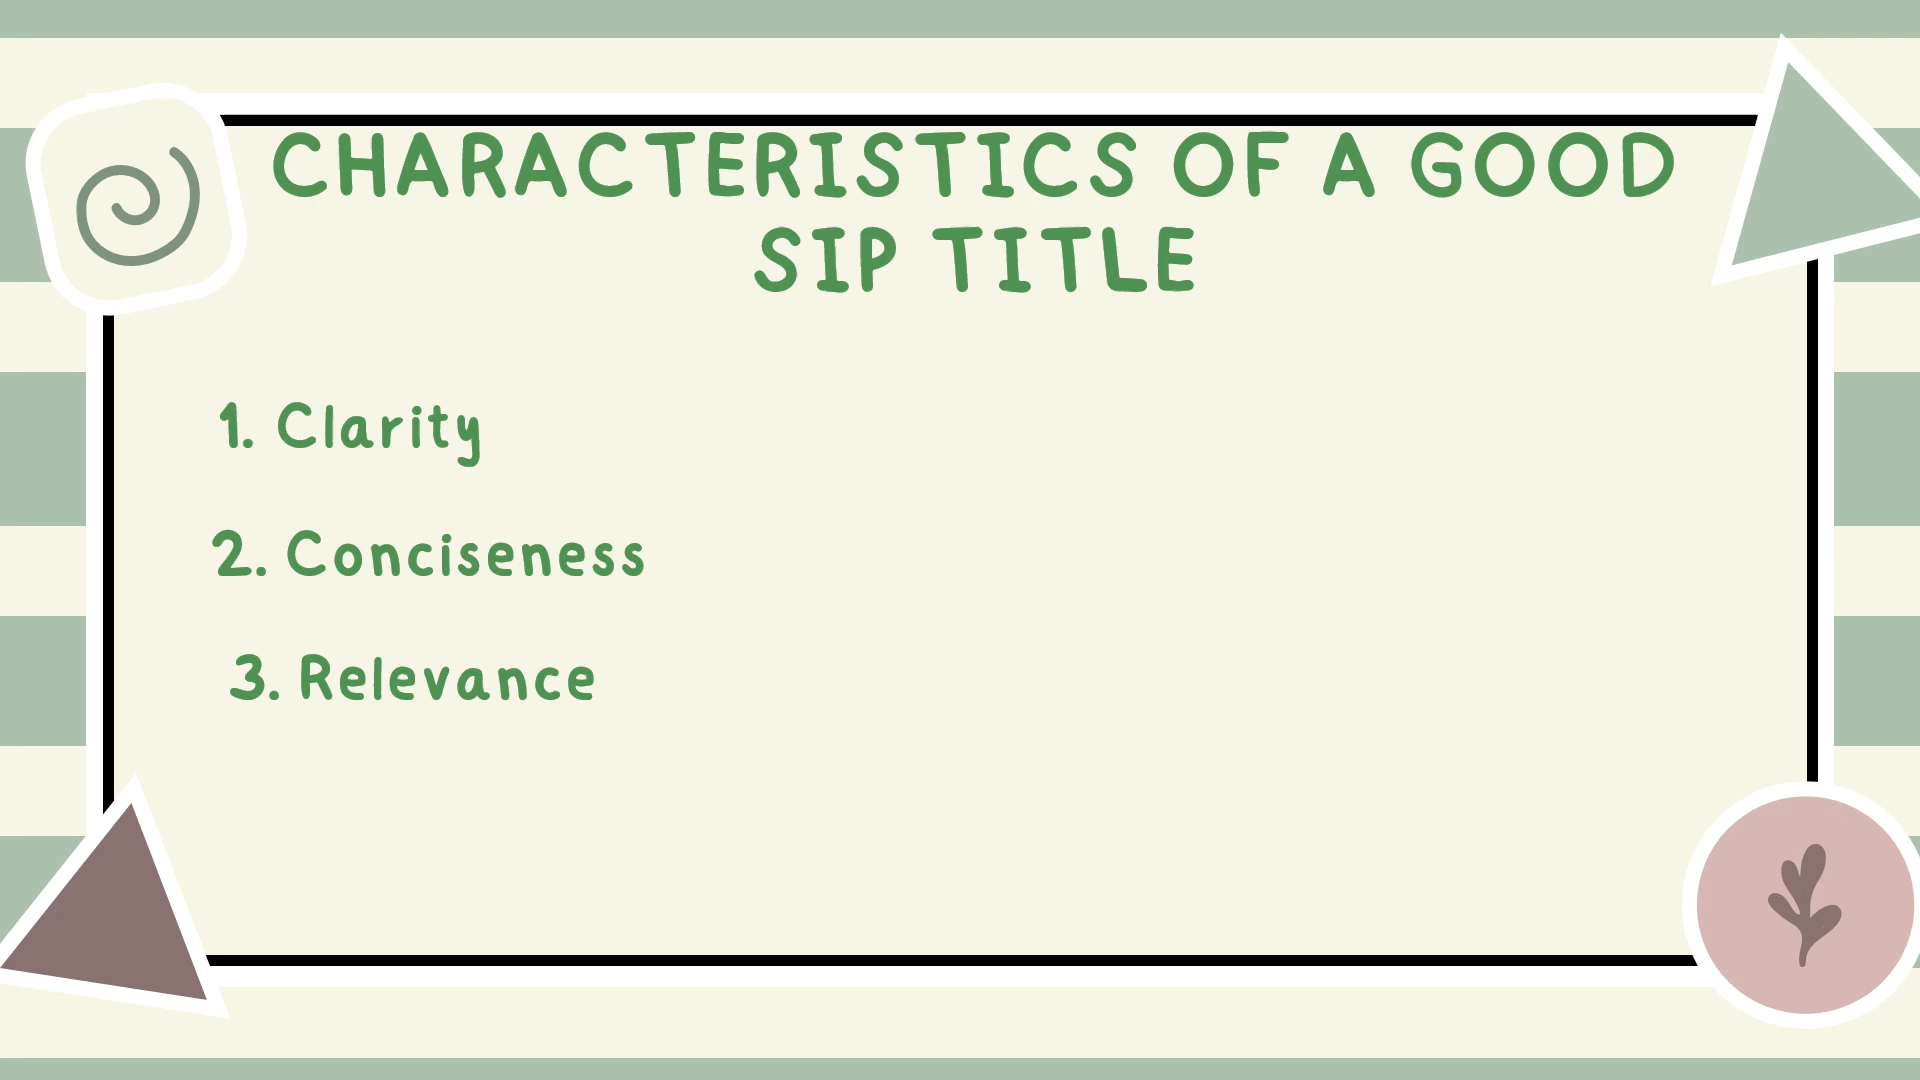 CHARACTERISTICS OF A GOOD
SIP TITLE
1. Clarity
2. Conciseness
3. Relevance